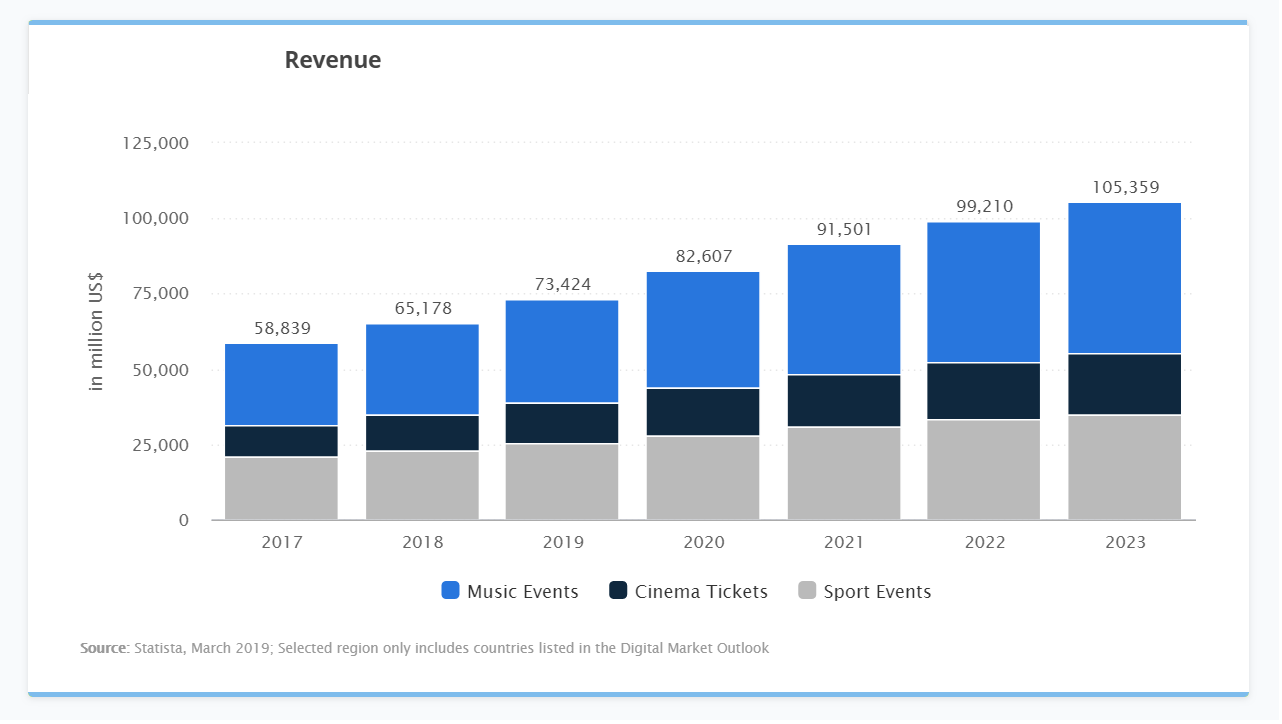 Revenue
in million US$
125,000
100,000
75,000
50,000
25,000
0
58,839
65,178
73,424
82,607
91,501
99,210
105,359
2017 2018 2019 2020 2021 2022 2023
Music Events Cinema Tickets Sport Events
Source: Statista, March 2019; Selected region only includes countries listed in the Digital Market Outlook